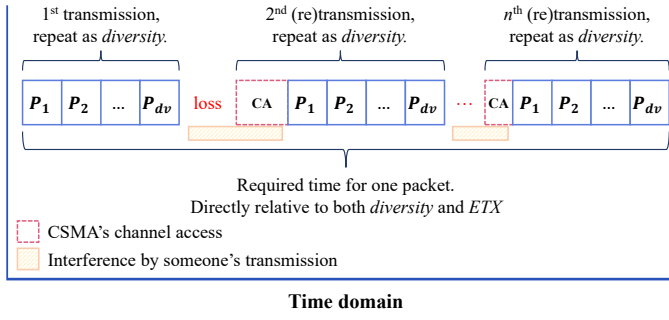 1st transmission,
repeat as diversity.
2nd (re)transmission,
repeat as diversity.
nth (re)transmission,
repeat as diversity.
P1 P2 ... Pdv loss CA P1 P2 ... Pdv ... CA P1 P2 ... Pdv
Required time for one packet.
Directly relative to both diversity and ETX
CSMA's channel access
Interference by someone's transmission
Time domain